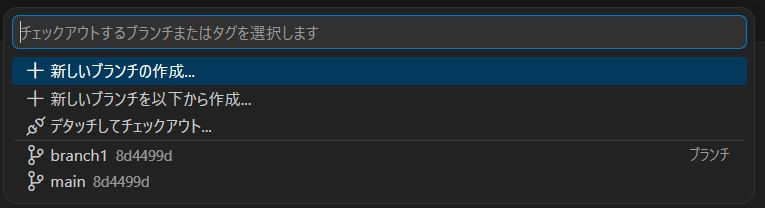 チェックアウトするブランチまたはタグを選択します
新しいブランチの作成...
新しいブランチを以下から作成...
デタッチしてチェックアウト...
branch1 8d4499d ブランチ
main 8d4499d